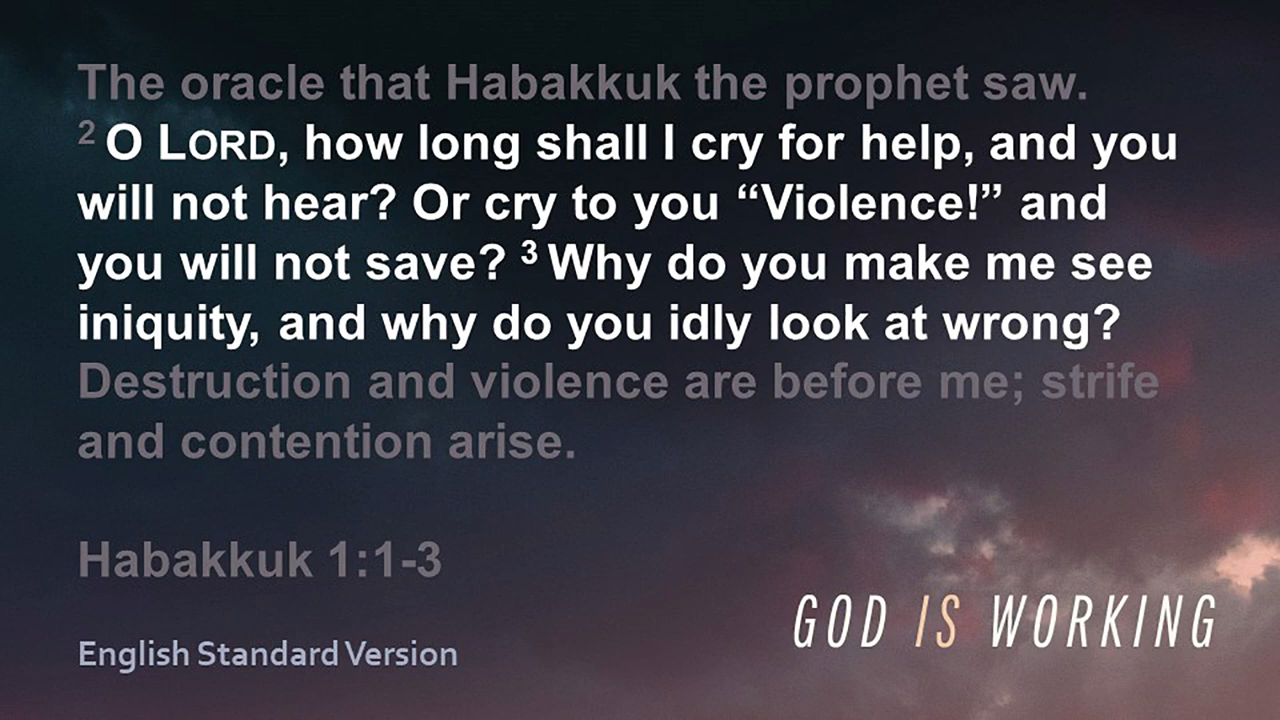 The oracle that Habakkuk the prophet saw.
2 O LORD, how long shall I cry for help, and you
will not hear? Or cry to you “Violence!” and
you will not save? 3 Why do you make me see
iniquity, and why do you idly look at wrong?
Destruction and violence are before me; strife
and contention arise.
Habakkuk 1:1-3
English Standard Version
GOD IS WORKING